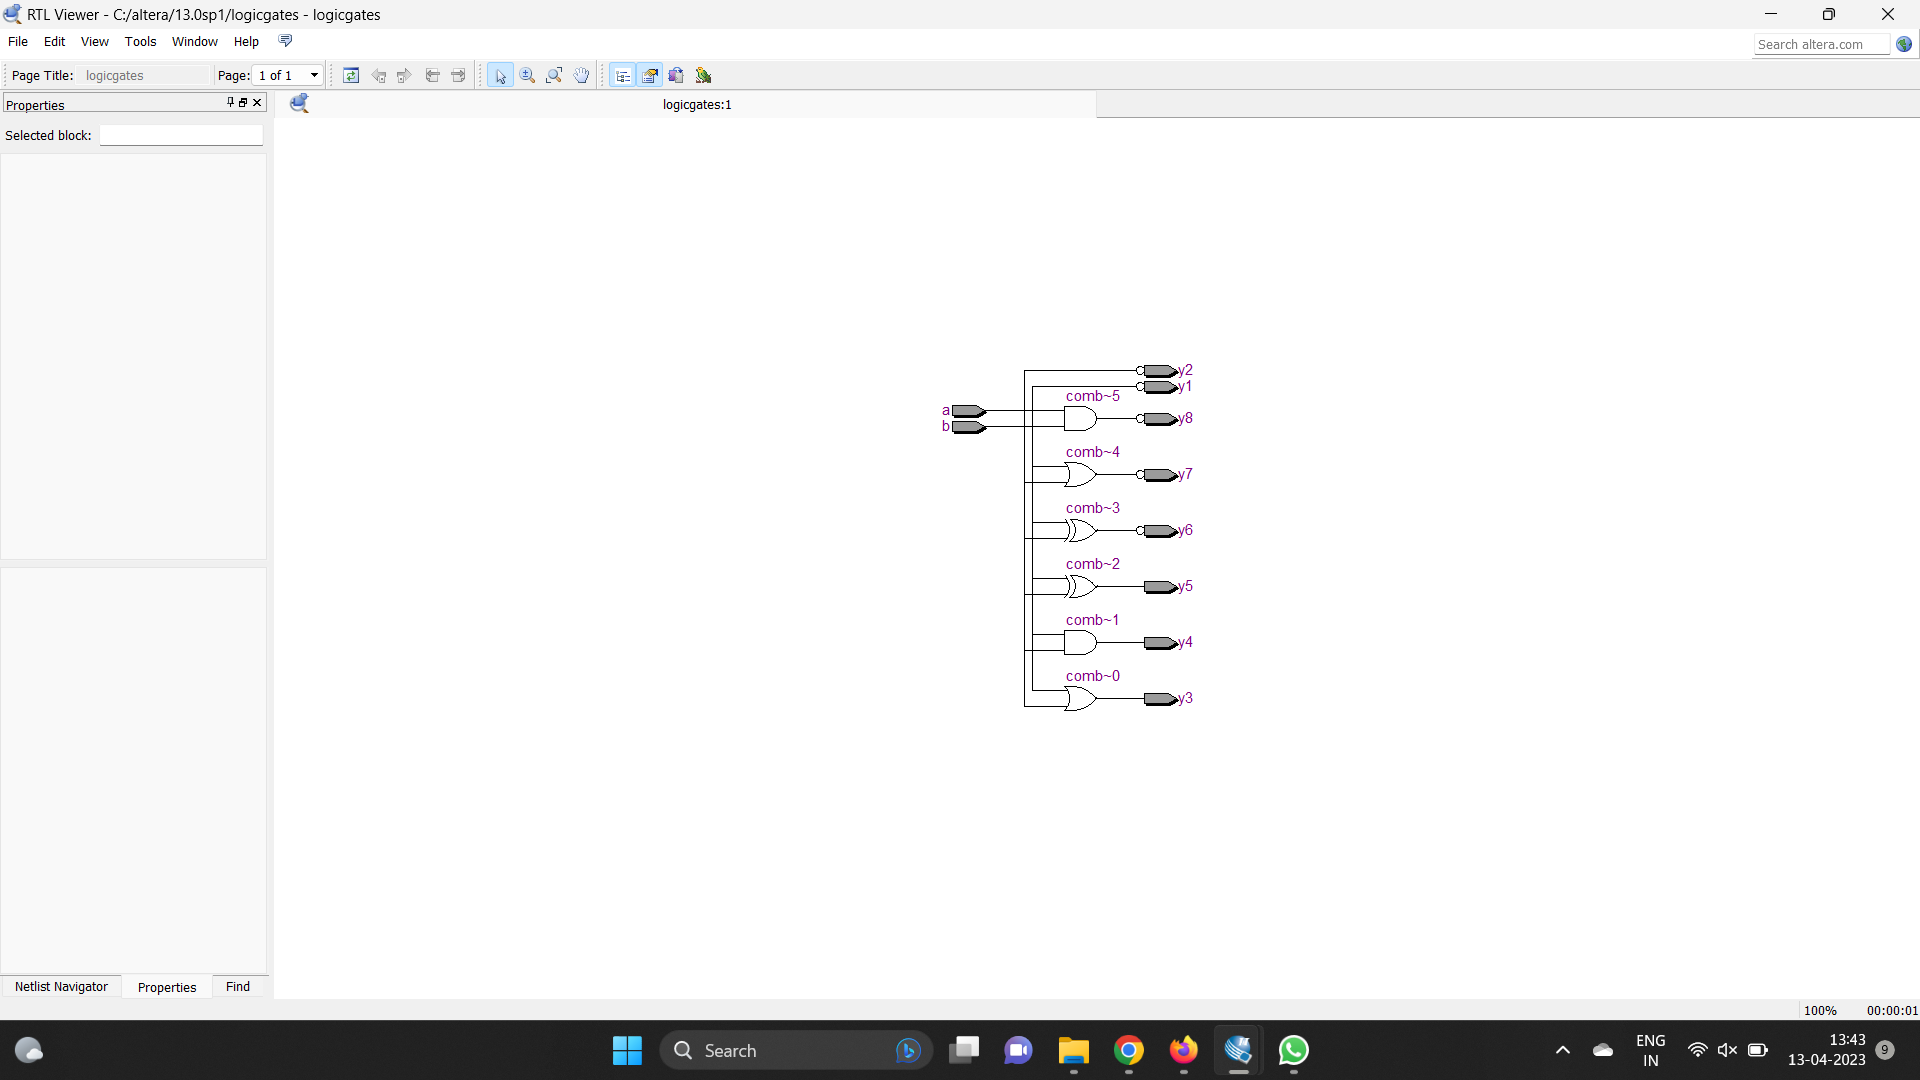 RTL Viewer - C:/altera/13.0sp1/logicgates - logicgates
File Edit View Tools Window Help
Search altera.com
Page Title: logicgates Page: 1 of 1
Properties
logicgates:1
Selected block:
y2
y1
comb~5
a
b
y8
comb~4
y7
comb~3
y6
comb~2
y5
comb~1
y4
comb~0
y3
Netlist Navigator Properties Find
100% 00:00:01
Search
ENG
IN
13:43
13-04-2023
9